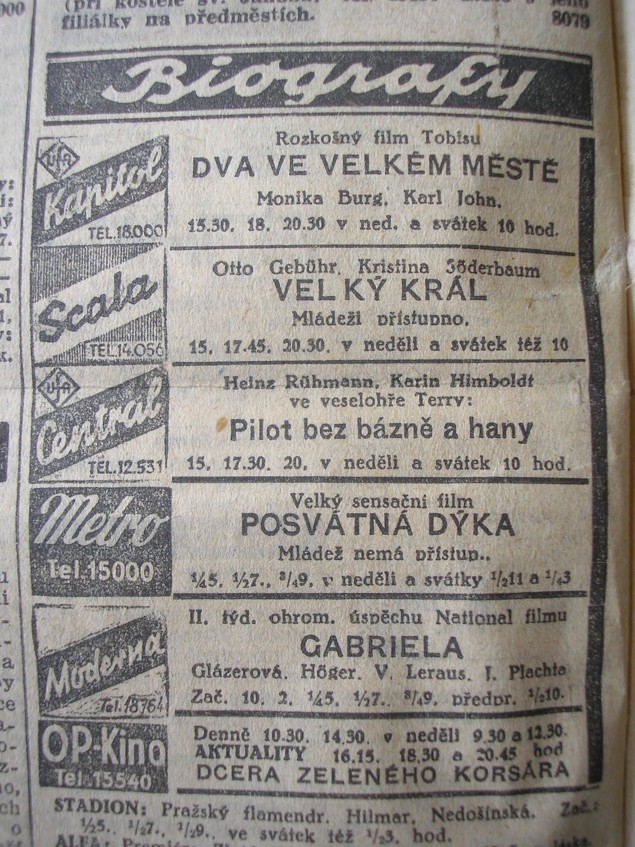 filiálky na předměstích. 8079
Biografy
UFA
Kapitol
TEL.18.000
Rozkošný film Tobisu
DVA VE VELKÉM MĚSTĚ
Monika Burg, Karl John.
15.30. 18. 20.30 v ned. a svátek 10 hod.
Scala
TEL.14.056
Otto Gebühr, Kristina Söderbaum
VELKÝ KRÁL
Mládeži přístupno.
15. 17.45. 20.30. v neděli a svátek též 10
UFA
Central
TEL.12.531
Heinz Rühmann, Karin Himboldt
ve veselohře Terry:
Pilot bez bázně a hany
15. 17.30. 20. v neděli a svátek 10 hod.
Metro
Tel.15000
Velký sensační film
POSVÁTNÁ DÝKA
Mládež nemá přístup..
¼5. ½7., ¾9, v neděli a svátky ½11 a ¼3
Moderna
Tel.18764
II. týd. ohrom. úspěchu National filmu
GABRIELA
Glázerová, Höger, V. Leraus, J. Plachta
Zač. 10. 2. ¼5. ½7. ¾9. předpr. ½10.
OP-Kino
Tel.15540
Denně 10.30. 14.30. v neděli 9.30 a 12.30.
AKTUALITY 16.15. 18.30 a 20.45 hod
DCERA ZELENÉHO KORSÁRA
STADION: Pražský flamendr. Hilmar, Nedošínská. Zač.:
½5., ½7., ½9., ve svátek též ½3. hod.